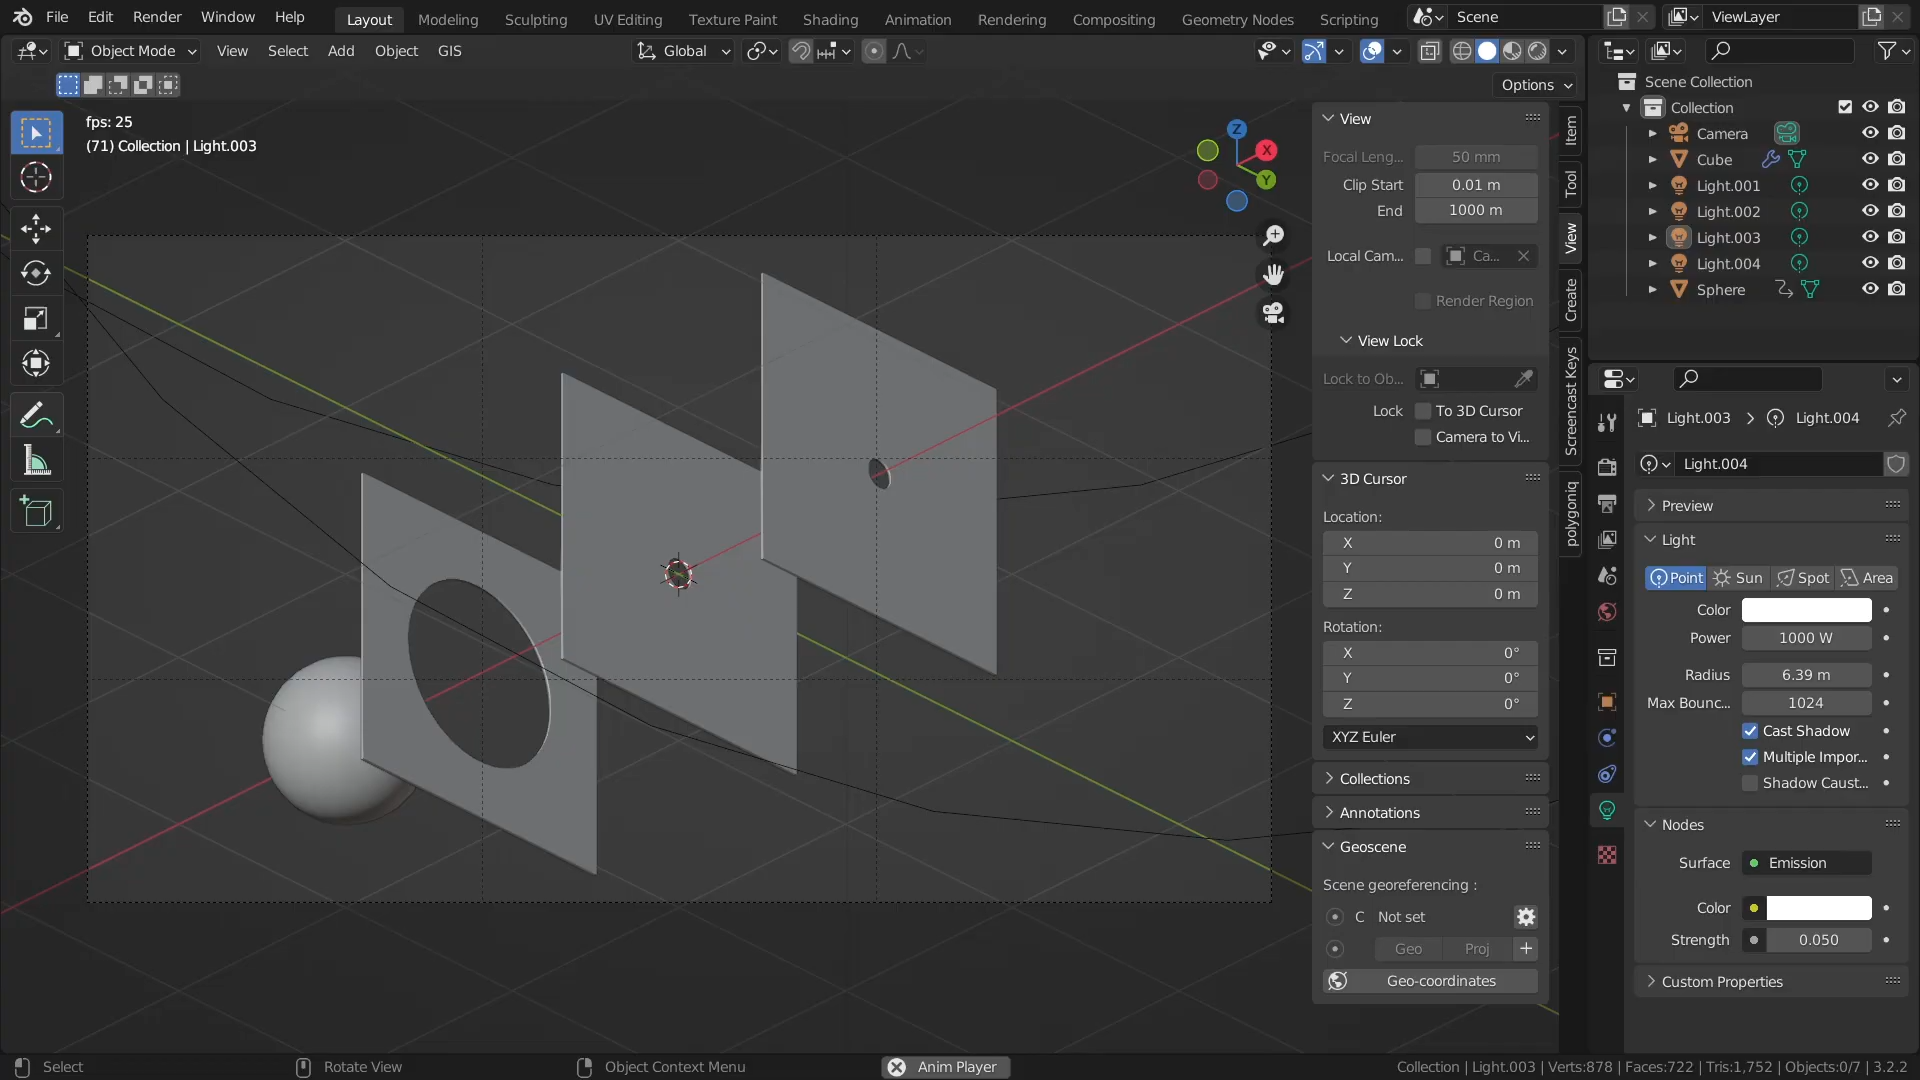 File Edit Render Window Help Layout Modeling Sculpting UV Editing Texture Paint Shading Animation Rendering Compositing Geometry Nodes Scripting Scene ViewLayer
Object Mode View Select Add Object GIS Global
Options
fps: 25
(71) Collection | Light.003
Z
X
Y
View
Focal Leng... 50 mm
Clip Start 0.01 m
End 1000 m
Local Cam... Ca...
Render Region
View Lock
Lock to Ob...
Lock To 3D Cursor
Camera to Vi...
3D Cursor
Location:
X 0 m
Y 0 m
Z 0 m
Rotation:
X 0°
Y 0°
Z 0°
XYZ Euler
Collections
Annotations
Geoscene
Scene georeferencing :
C Not set
Geo Proj
Geo-coordinates
Item
Tool
View
Create
Screencast Keys
polygoniq
Scene Collection
Collection
Camera
Cube
Light.001
Light.002
Light.003
Light.004
Sphere
Light.003 Light.004
Light.004
Preview
Light
Point Sun Spot Area
Color
Power 1000 W
Radius 6.39 m
Max Bounc... 1024
Cast Shadow
Multiple Impor...
Shadow Caust...
Nodes
Surface Emission
Color
Strength 0.050
Custom Properties
Select Rotate View Object Context Menu Anim Player Collection | Light.003 | Verts:878 | Faces:722 | Tris:1,752 | Objects:0/7 | 3.2.2